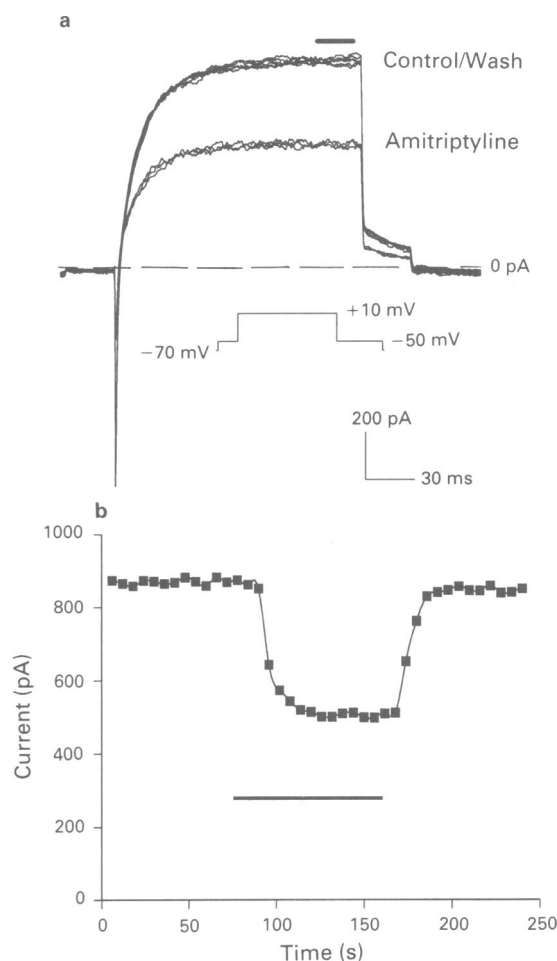 a
Control/Wash
Amitriptyline
0 pA
+10 mV
−70 mV
−50 mV
200 pA
30 ms
b
1000
800
600
400
200
0
Current (pA)
0
50
100
150
200
250
Time (s)